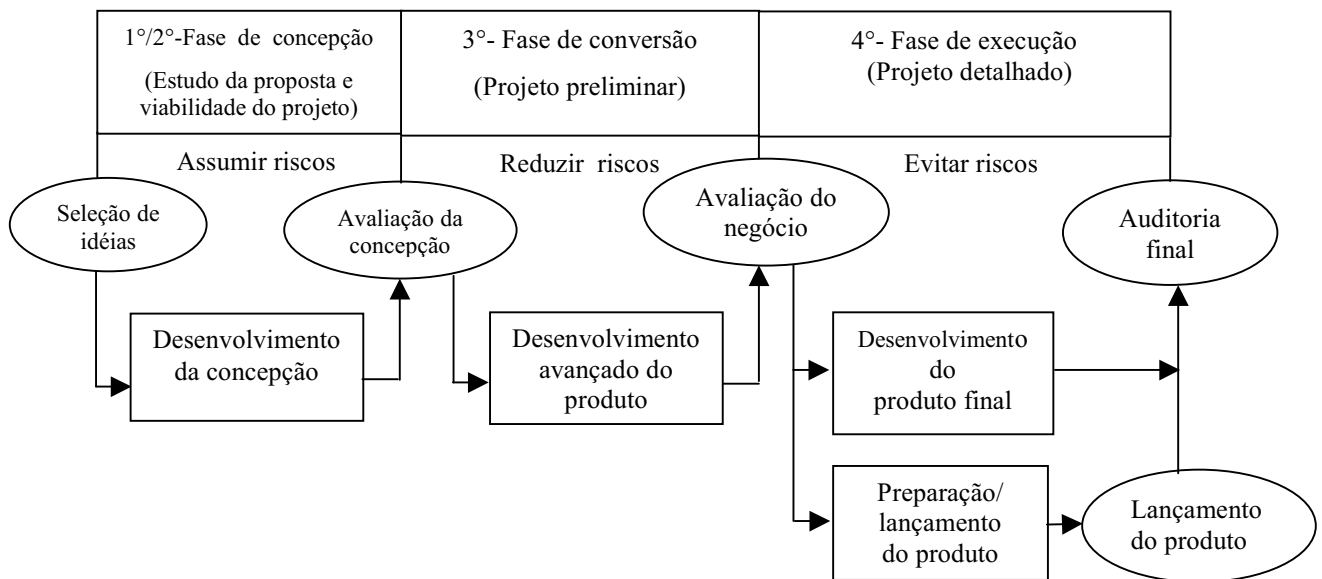 1°/2°-Fase de concepção
(Estudo da proposta e
viabilidade do projeto)
3°- Fase de conversão
(Projeto preliminar)
4°- Fase de execução
(Projeto detalhado)
Assumir riscos
Reduzir riscos
Evitar riscos
Seleção de
idéias
Avaliação da
concepção
Avaliação do
negócio
Auditoria
final
Desenvolvimento
da concepção
Desenvolvimento
avançado do
produto
Desenvolvimento
do
produto final
Preparação/
lançamento
do produto
Lançamento
do produto